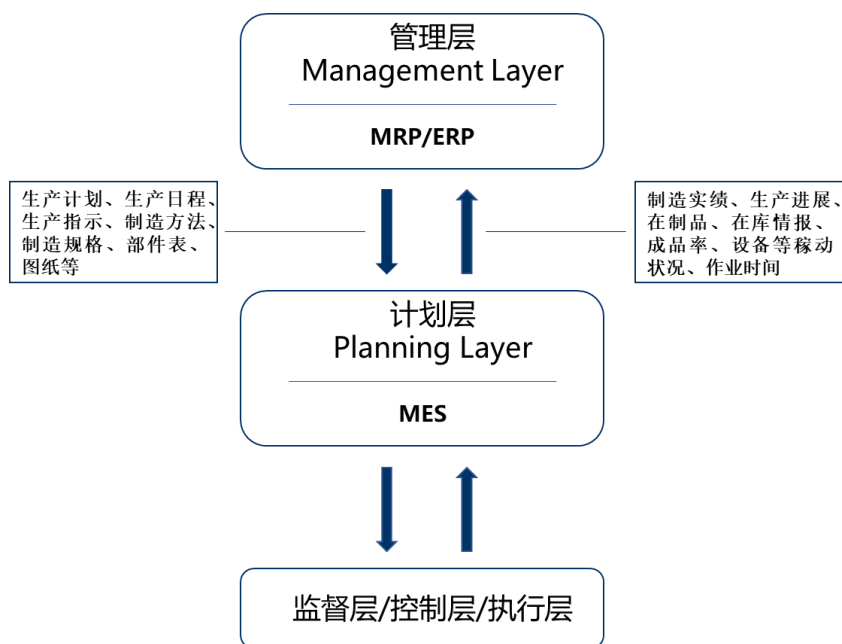 管理层
Management Layer
MRP/ERP
生产计划、生产日程、
生产指示、制造方法、
制造规格、部件表、
图纸等
制造实绩、生产进展、
在制品、在库情报、
成品率、设备等稼动
状况、作业时间
计划层
Planning Layer
MES
监督层/控制层/执行层